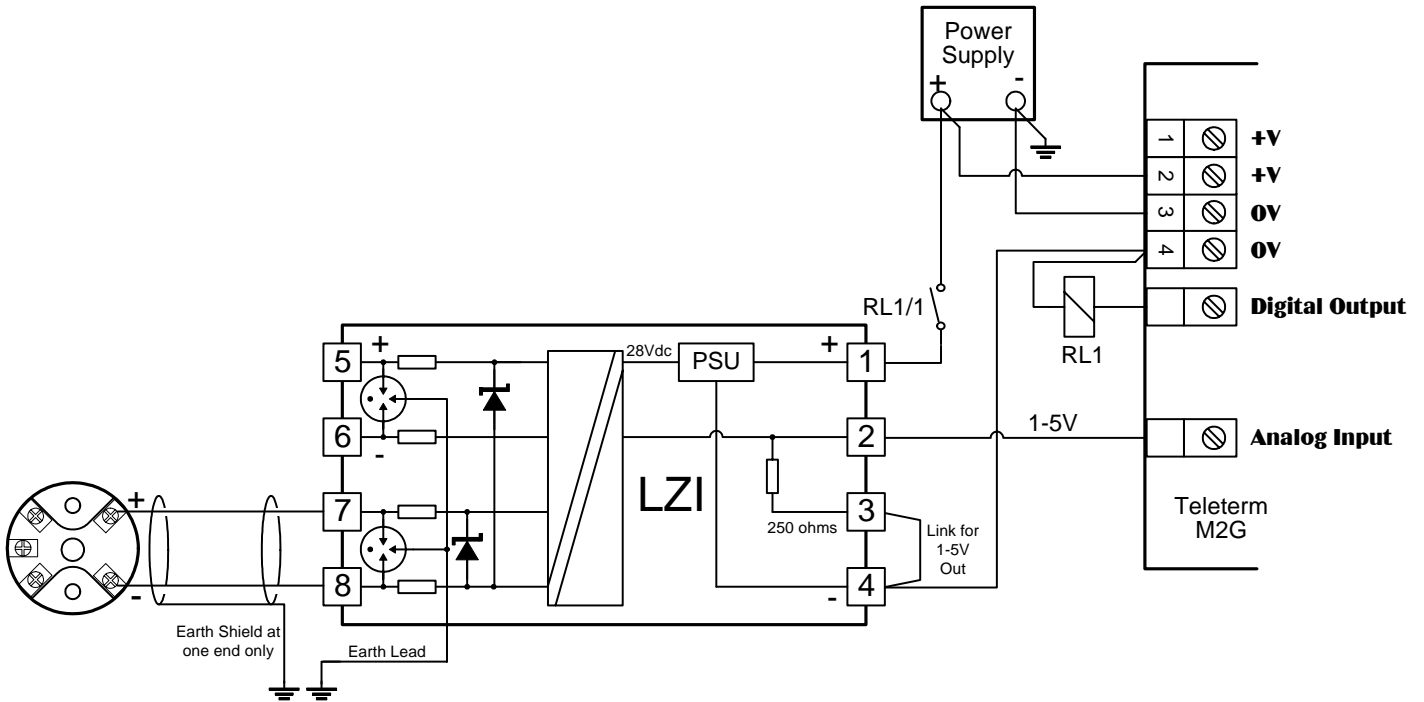 Power
Supply
+ -
1 +V
2 +V
3 0V
4 0V
Digital Output
RL1
RL1/1
5 +
28Vdc
PSU
+ 1
6 -
2
1-5V
Analog Input
LZI
+
7
3
250 ohms
Link for
1-5V
Out
Teleterm
M2G
-
8
- 4
Earth Shield at
one end only
Earth Lead